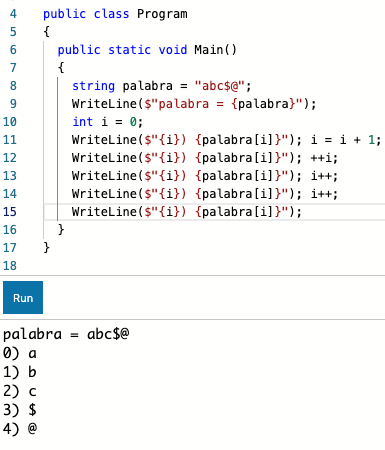 4 public class Program
5 {
6 public static void Main()
7 {
8 string palabra = "abc$@";
9 WriteLine($"palabra = {palabra}");
10 int i = 0;
11 WriteLine($"{i}) {palabra[i]}"); i = i + 1;
12 WriteLine($"{i}) {palabra[i]}"); ++i;
13 WriteLine($"{i}) {palabra[i]}"); i++;
14 WriteLine($"{i}) {palabra[i]}"); i++;
15 WriteLine($"{i}) {palabra[i]}");
16 }
17 }
18
Run
palabra = abc$@
0) a
1) b
2) c
3) $
4) @